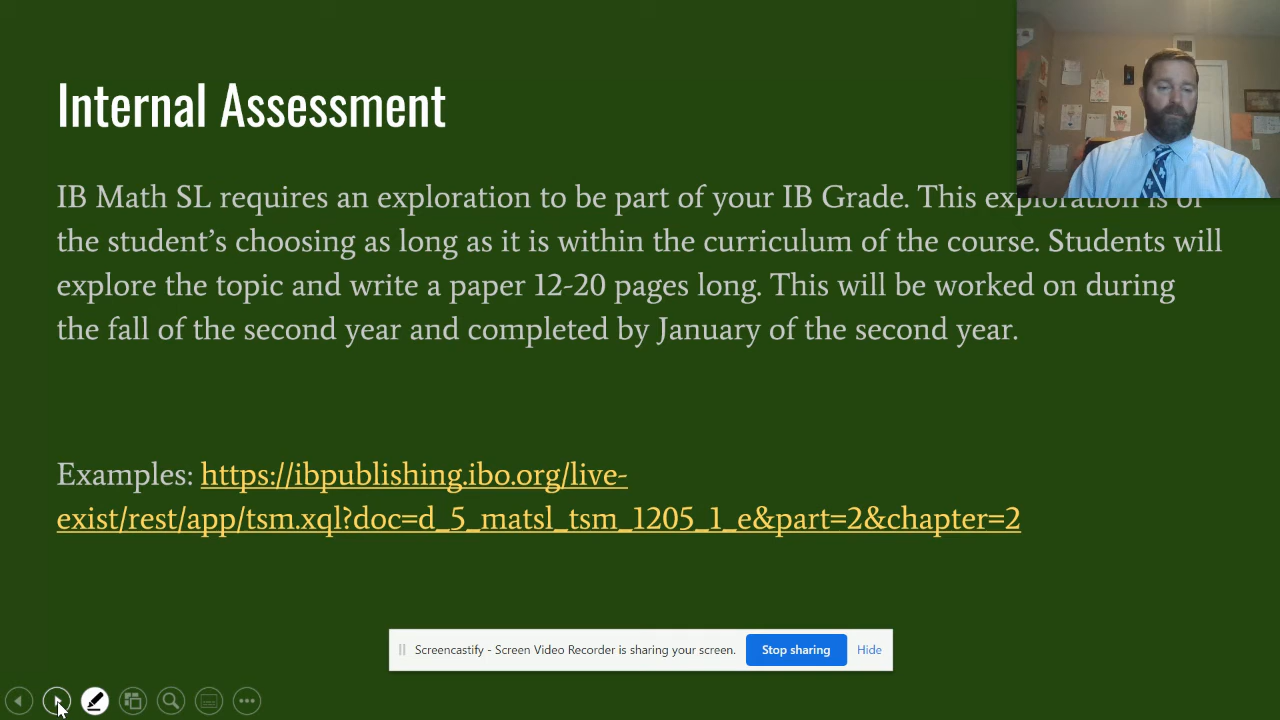 Internal Assessment
IB Math SL requires an exploration to be part of your IB Grade. This exploration is of
the student’s choosing as long as it is within the curriculum of the course. Students will
explore the topic and write a paper 12-20 pages long. This will be worked on during
the fall of the second year and completed by January of the second year.
Examples: https://ibpublishing.ibo.org/live-
exist/rest/app/tsm.xql?doc=d_5_matsl_tsm_1205_1_e&part=2&chapter=2
Screencastify - Screen Video Recorder is sharing your screen.
Stop sharing
Hide